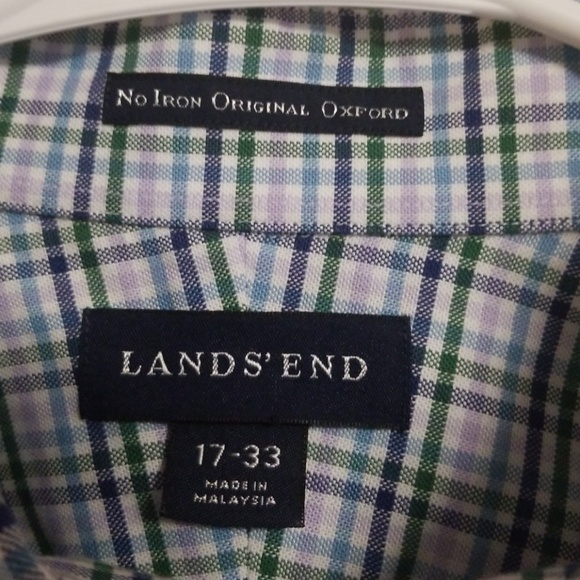 No Iron Original Oxford
LANDS' END
17-33
MADE IN
MALAYSIA